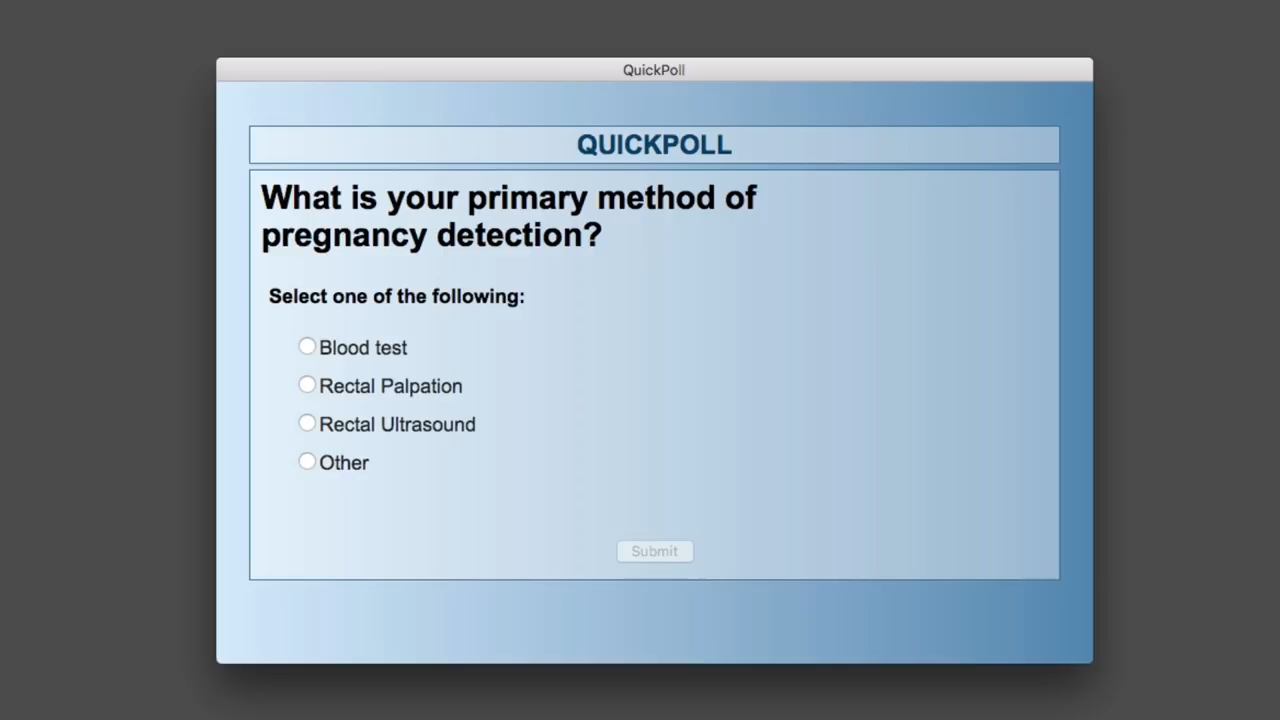 QuickPoll
QUICKPOLL
What is your primary method of
pregnancy detection?
Select one of the following:
Blood test
Rectal Palpation
Rectal Ultrasound
Other
Submit